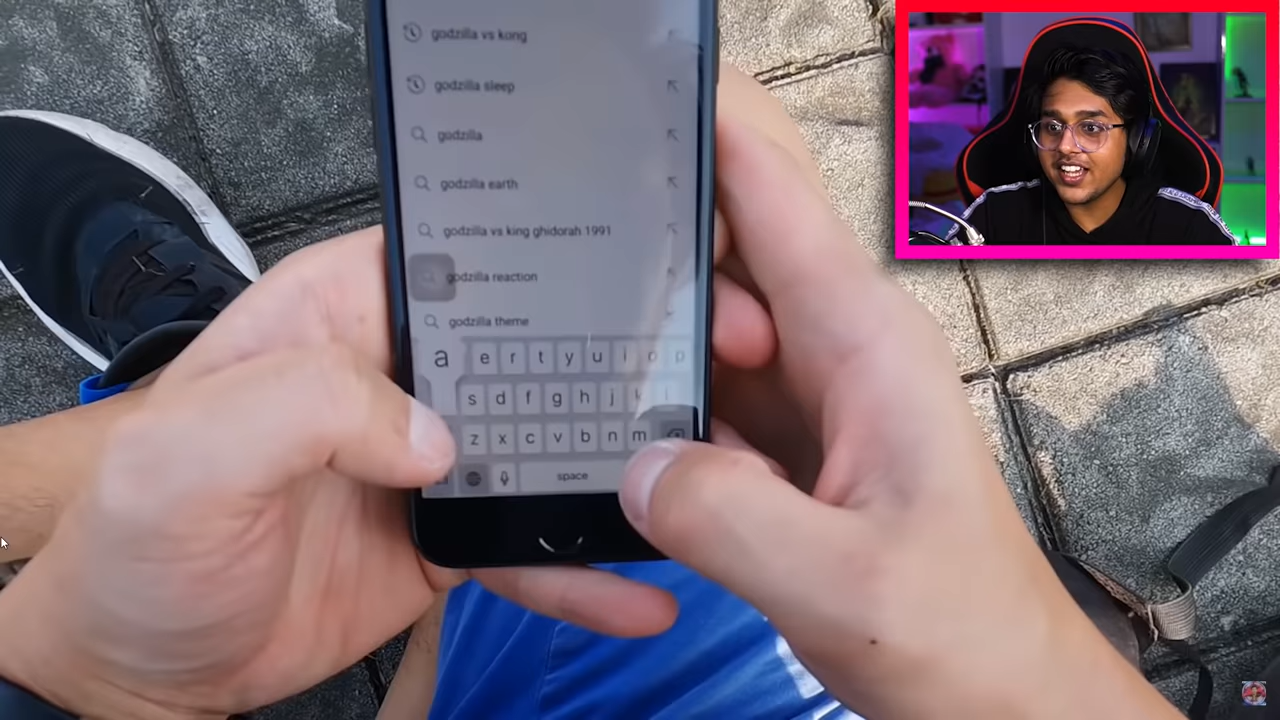 godzilla vs kong
godzilla sleep
godzilla
godzilla earth
godzilla vs king ghidorah 1991
godzilla reaction
godzilla theme
a e r t y u i o p
s d f g h j k l
z x c v b n m
space